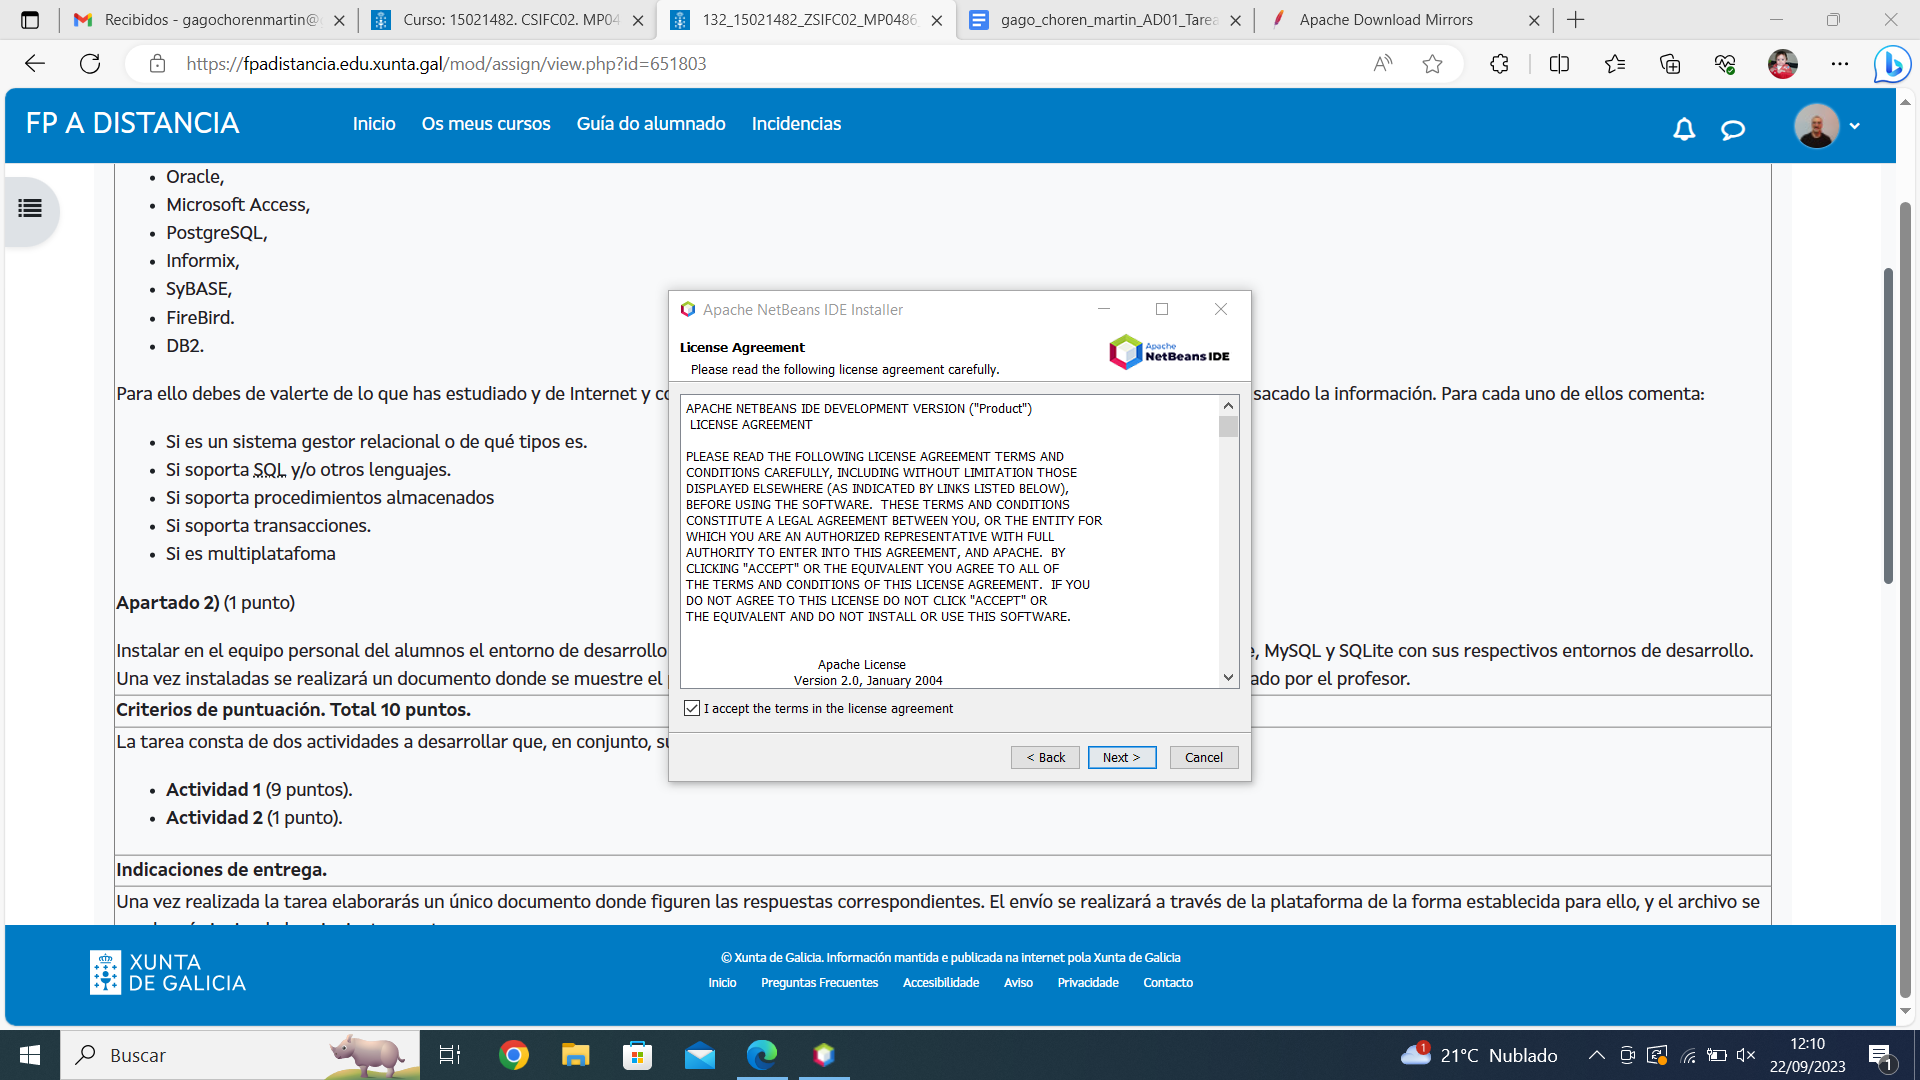 Recibidos - gagochorenmartin@
Curso: 15021482. CSIFC02. MP04
132_15021482_ZSIFC02_MP0486
gago_choren_martin_AD01_Tarea
Apache Download Mirrors
https://fpadistancia.edu.xunta.gal/mod/assign/view.php?id=651803
FP A DISTANCIA
Inicio
Os meus cursos
Guía do alumnado
Incidencias
Oracle,
Microsoft Access,
PostgreSQL,
Informix,
SyBASE,
FireBird.
DB2.
Para ello debes de valerte de lo que has estudiado y de Internet y co
sacado la información. Para cada uno de ellos comenta:
Si es un sistema gestor relacional o de qué tipos es.
Si soporta SQL y/o otros lenguajes.
Si soporta procedimientos almacenados
Si soporta transacciones.
Si es multiplatafoma
Apartado 2) (1 punto)
Instalar en el equipo personal del alumnos el entorno de desarrollo
e, MySQL y SQLite con sus respectivos entornos de desarrollo.
Una vez instaladas se realizará un documento donde se muestre el p
ado por el profesor.
Criterios de puntuación. Total 10 puntos.
La tarea consta de dos actividades a desarrollar que, en conjunto, su
Actividad 1 (9 puntos).
Actividad 2 (1 punto).
Indicaciones de entrega.
Una vez realizada la tarea elaborarás un único documento donde figuren las respuestas correspondientes. El envío se realizará a través de la plataforma de la forma establecida para ello, y el archivo se
Apache NetBeans IDE Installer
License Agreement
Please read the following license agreement carefully.
Apache
NetBeans IDE
APACHE NETBEANS IDE DEVELOPMENT VERSION ("Product")
LICENSE AGREEMENT
PLEASE READ THE FOLLOWING LICENSE AGREEMENT TERMS AND
CONDITIONS CAREFULLY, INCLUDING WITHOUT LIMITATION THOSE
DISPLAYED ELSEWHERE (AS INDICATED BY LINKS LISTED BELOW),
BEFORE USING THE SOFTWARE.  THESE TERMS AND CONDITIONS
CONSTITUTE A LEGAL AGREEMENT BETWEEN YOU, OR THE ENTITY FOR
WHICH YOU ARE AN AUTHORIZED REPRESENTATIVE WITH FULL
AUTHORITY TO ENTER INTO THIS AGREEMENT, AND APACHE.  BY
CLICKING "ACCEPT" OR THE EQUIVALENT YOU AGREE TO ALL OF
THE TERMS AND CONDITIONS OF THIS LICENSE AGREEMENT.  IF YOU
DO NOT AGREE TO THIS LICENSE DO NOT CLICK "ACCEPT" OR
THE EQUIVALENT AND DO NOT INSTALL OR USE THIS SOFTWARE.
Apache License
Version 2.0, January 2004
I accept the terms in the license agreement
< Back
Next >
Cancel
XUNTA
DE GALICIA
© Xunta de Galicia. Información mantida e publicada na internet pola Xunta de Galicia
Inicio
Preguntas Frecuentes
Accesibilidade
Aviso
Privacidade
Contacto
Buscar
1
21°C Nublado
12:10
22/09/2023
1